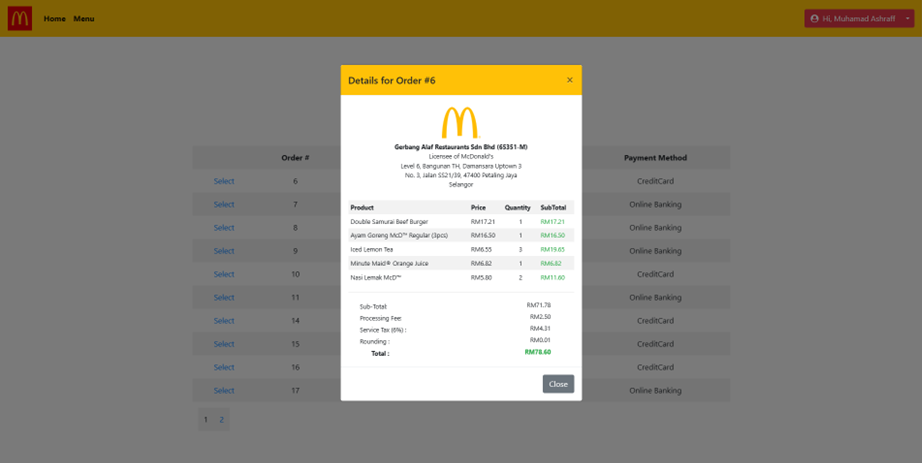 Home Menu Hi, Muhamad Ashraff
Details for Order #6 ×
Gerbang Alaf Restaurants Sdn Bhd (65351-M)
Licensee of McDonald's
Level 6, Bangunan TH, Damansara Uptown 3
No. 3, Jalan SS21/39, 47400 Petaling Jaya
Selangor
Product Price Quantity SubTotal
Double Samurai Beef Burger RM17.21 1 RM17.21
Ayam Goreng McD™ Regular (3pcs) RM16.50 1 RM16.50
Iced Lemon Tea RM6.55 3 RM19.65
Minute Maid® Orange Juice RM6.82 1 RM6.82
Nasi Lemak McD™ RM5.80 2 RM11.60
Sub-Total: RM71.78
Processing Fee: RM2.50
Service Tax (6%) : RM4.31
Rounding : RM0.01
Total : RM78.60
Close
Order # Payment Method
Select 6 CreditCard
Select 7 Online Banking
Select 8 Online Banking
Select 9 Online Banking
Select 10 CreditCard
Select 11 Online Banking
Select 14 CreditCard
Select 15 CreditCard
Select 16 CreditCard
Select 17 Online Banking
1 2